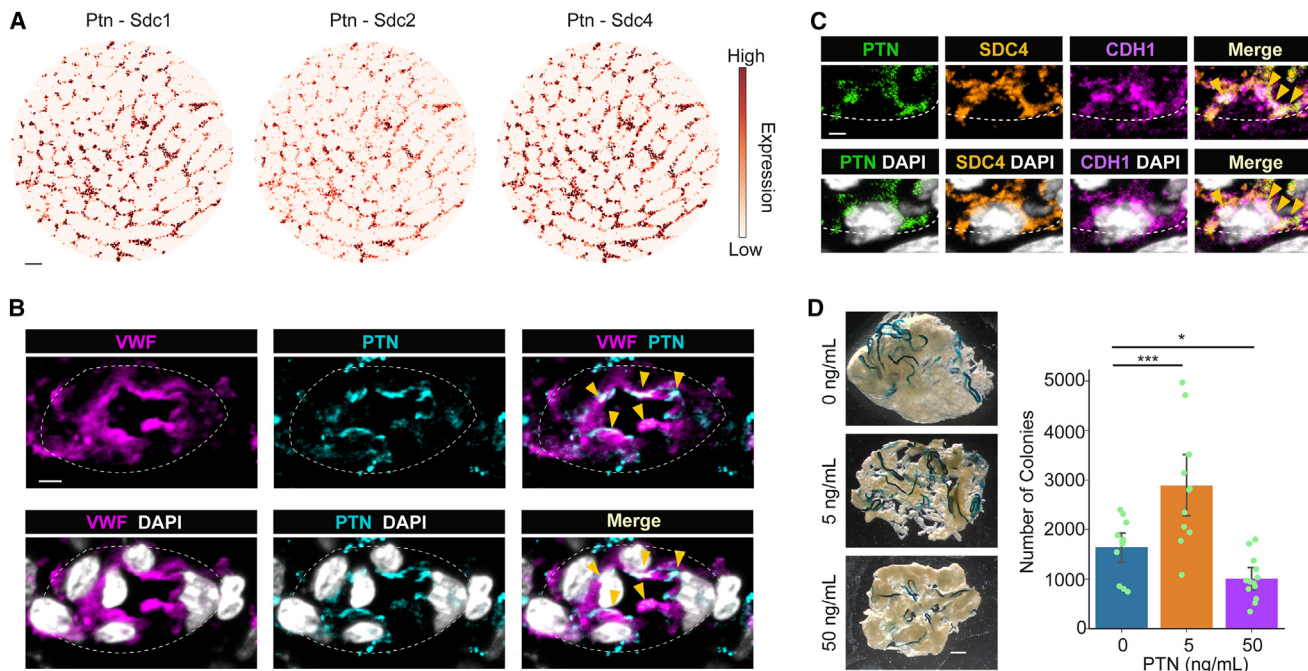 A
Ptn - Sdc1
Ptn - Sdc2
Ptn - Sdc4
High
Expression
Low
B
VWF
PTN
VWF PTN
VWF DAPI
PTN DAPI
Merge
C
PTN
SDC4
CDH1
Merge
PTN DAPI
SDC4 DAPI
CDH1 DAPI
Merge
D
0 ng/mL
5 ng/mL
50 ng/mL
*
***
Number of Colonies
5000
4000
3000
2000
1000
0
0
5
50
PTN (ng/mL)